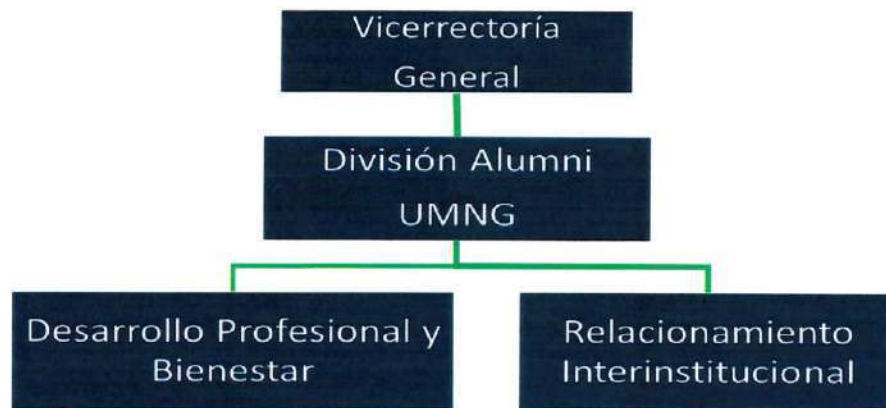 Vicerrectoría
General
División Alumni
UMNG
Desarrollo Profesional y
Bienestar
Relacionamiento
Interinstitucional